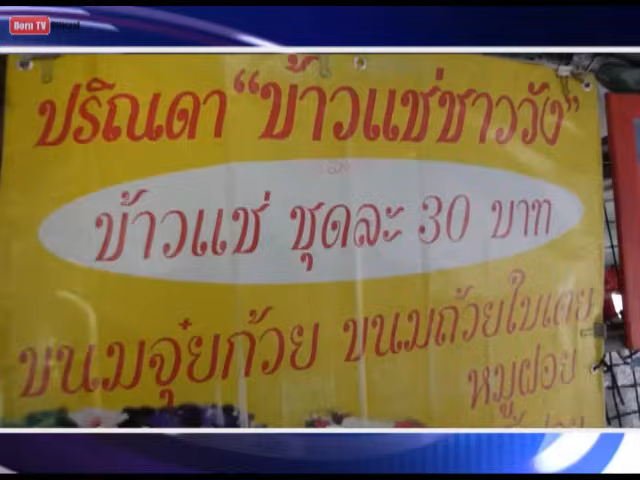 Born TV
ปริณดา "ข้าวแช่ชาววัง"
ข้าวแช่ ชุดละ 30 บาท
ขนมจุ๋ยก้วย ขนมถ้วยใบเตย
หมูฝอย